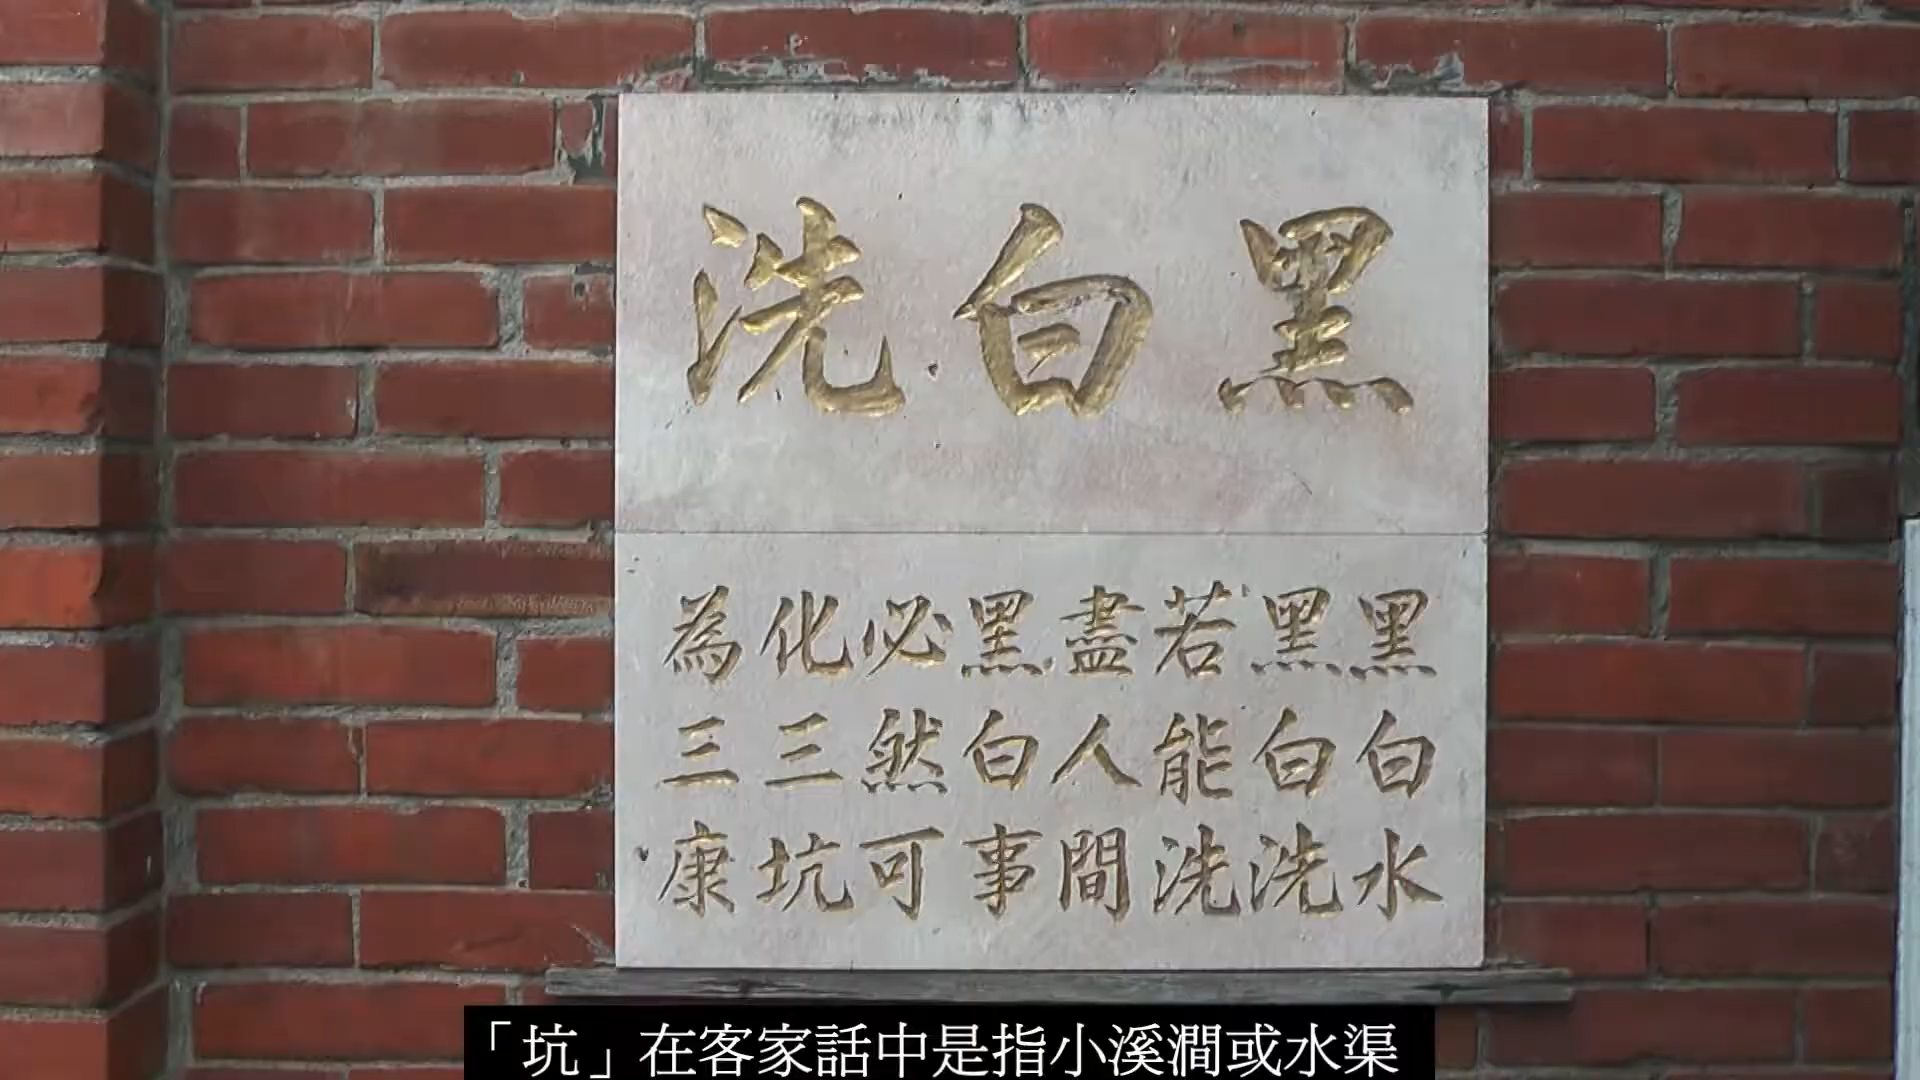 黑白洗
黑白水
黑白洗
若能洗
盡人間
黑白事
必然可
化三坑
為三康
「坑」在客家話中是指小溪澗或水渠